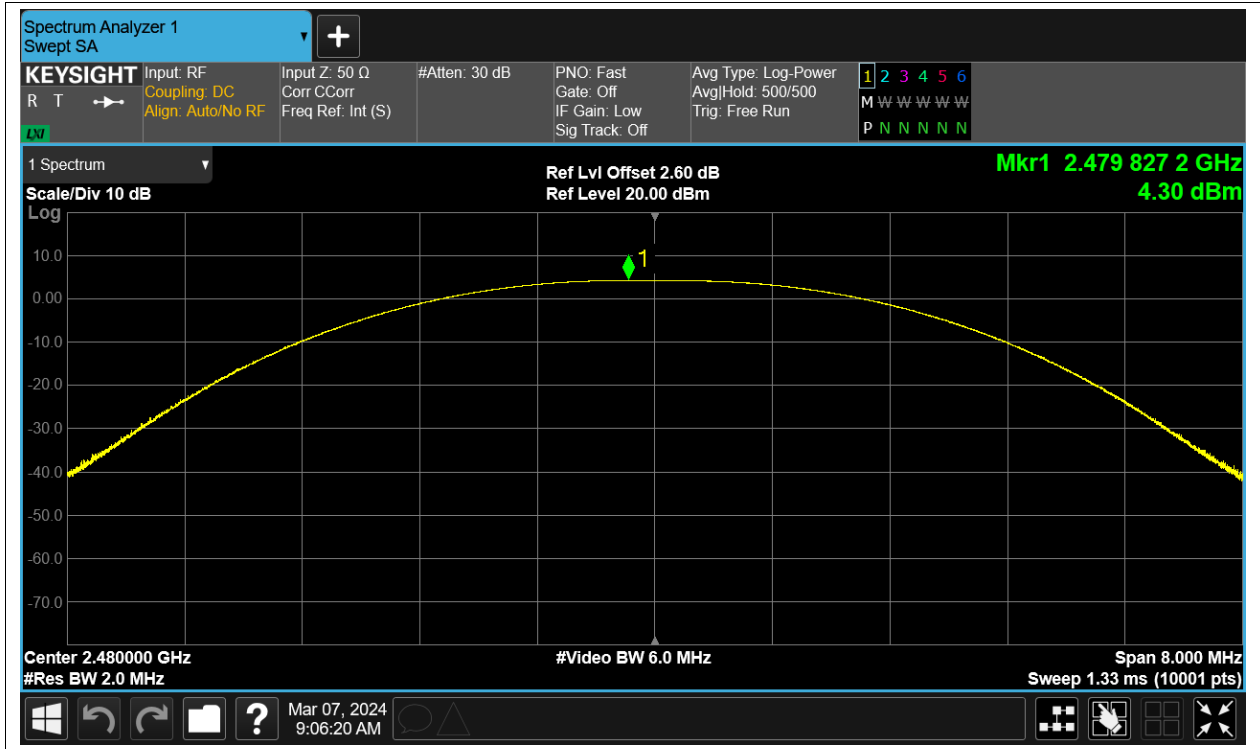 Spectrum Analyzer 1
Swept SA
KEYSIGHT
R T
LXI
Input: RF
Coupling: DC
Align: Auto/No RF
Input Z: 50 Ω
Corr CCorr
Freq Ref: Int (S)
#Atten: 30 dB
PNO: Fast
Gate: Off
IF Gain: Low
Sig Track: Off
Avg Type: Log-Power
Avg|Hold: 500/500
Trig: Free Run
1 2 3 4 5 6
M W W W W W
P N N N N N
1 Spectrum
Scale/Div 10 dB
Log
Ref Lvl Offset 2.60 dB
Ref Level 20.00 dBm
Mkr1 2.479 827 2 GHz
4.30 dBm
1
10.0
0.00
-10.0
-20.0
-30.0
-40.0
-50.0
-60.0
-70.0
Center 2.480000 GHz
#Res BW 2.0 MHz
#Video BW 6.0 MHz
Span 8.000 MHz
Sweep 1.33 ms (10001 pts)
?
Mar 07, 2024
9:06:20 AM